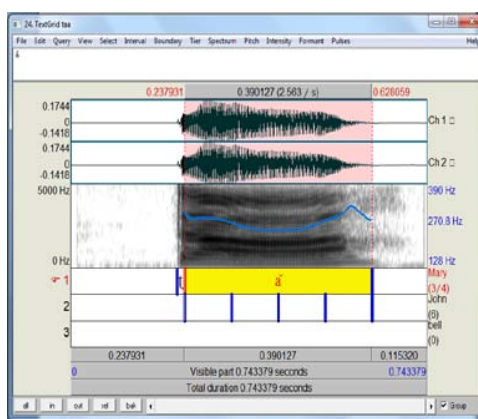 24. TextGrid taa
File Edit Query View Select Interval Boundary Tier Spectrum Pitch Intensity Formant Pulses Help
0.237931 0.390127 (2.563 / s) 0.628059
0.1744
0
-0.1418
Ch 1
0.1744
0
-0.1418
Ch 2
5000 Hz
0 Hz
390 Hz
270.8 Hz
128 Hz
1
Mary
(3/4)
2
John
(6)
3
bell
(0)
0.237931 0.390127 0.115320
0 Visible part 0.743379 seconds 0.743379
Total duration 0.743379 seconds
all in out sel bak Group